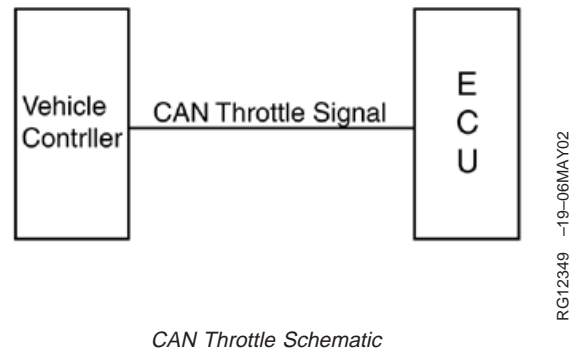 Vehicle
Contrller
CAN Throttle Signal
E
C
U
RG12349 –19–06MAY02
CAN Throttle Schematic